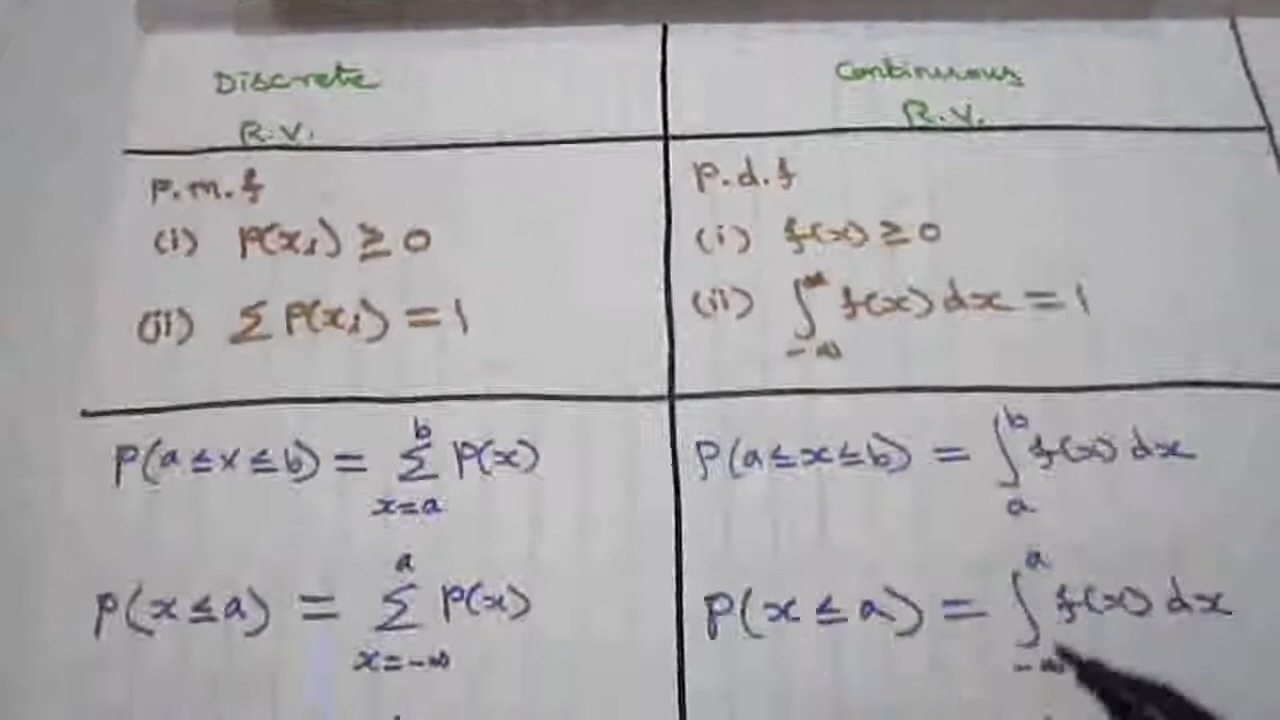 Discrete
R.V.
Continuous
R.V.
P.m.f
(i) P(xᵢ) ≥ 0
(ii) Σ P(xᵢ) = 1
P.d.f
(i) f(x) ≥ 0
(ii) ∫_{-∞}^{∞} f(x) dx = 1
P(a ≤ x ≤ b) = Σ_{x=a}^{b} P(x)
P(x ≤ a) = Σ_{x=-∞}^{a} P(x)
P(a ≤ x ≤ b) = ∫_{a}^{b} f(x) dx
P(x ≤ a) = ∫_{-∞}^{a} f(x) dx